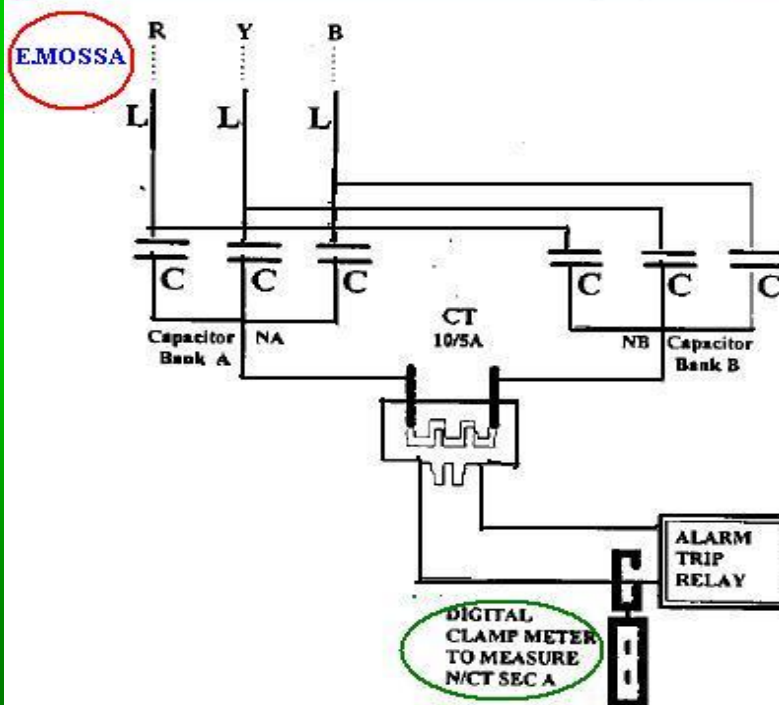 E.MOSSA
R Y B
L L L
C C C C C C
CT
10/5A
Capacitor NA
Bank A
NB Capacitor
Bank B
ALARM
TRIP
RELAY
DIGITAL
CLAMP METER
TO MEASURE
N/CT SEC A